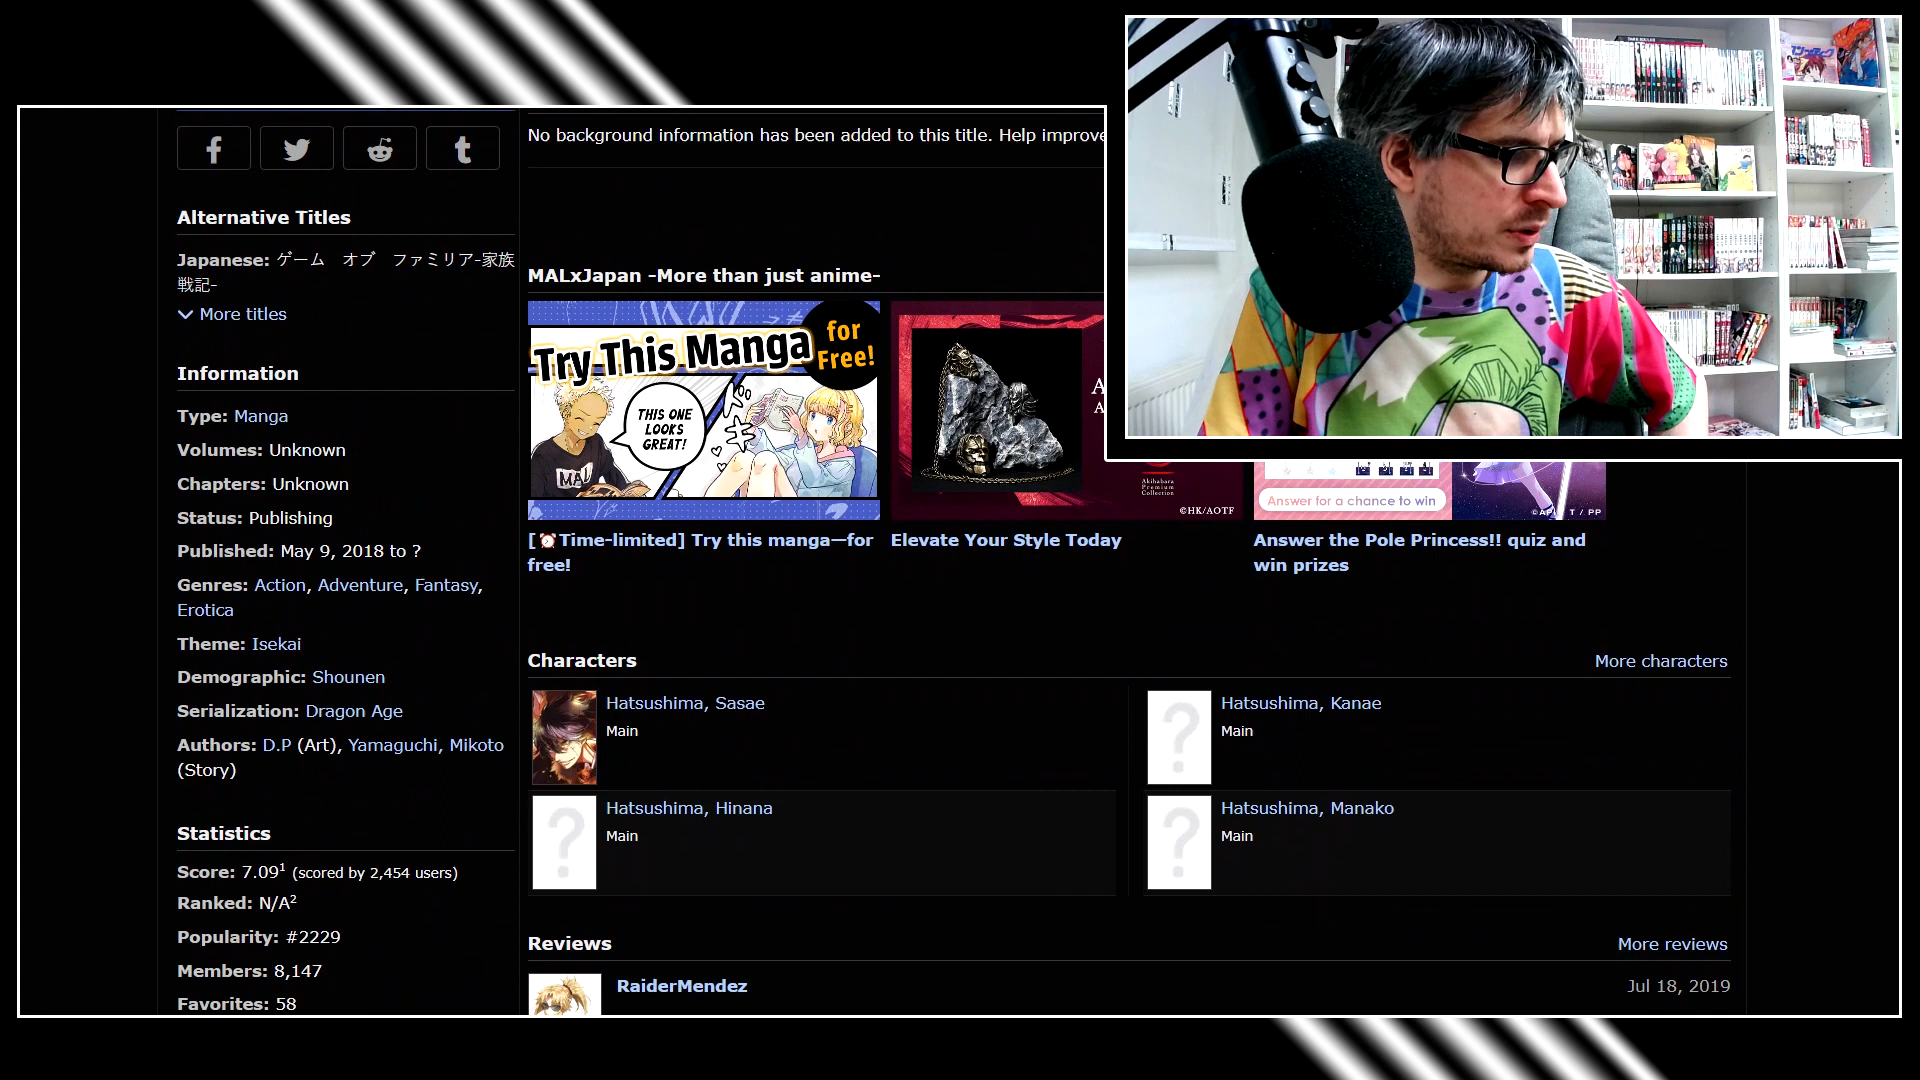 No background information has been added to this title. Help improve
Alternative Titles
Japanese: ゲーム オブ ファミリア-家族
戦記-
More titles
Information
Type: Manga
Volumes: Unknown
Chapters: Unknown
Status: Publishing
Published: May 9, 2018 to ?
Genres: Action, Adventure, Fantasy,
Erotica
Theme: Isekai
Demographic: Shounen
Serialization: Dragon Age
Authors: D.P (Art), Yamaguchi, Mikoto
(Story)
Statistics
Score: 7.09¹ (scored by 2,454 users)
Ranked: N/A²
Popularity: #2229
Members: 8,147
Favorites: 58
MALxJapan -More than just anime-
Try This Manga
for
Free!
THIS ONE
LOOKS
GREAT!
ドキ
MAL
Akihabara
Premium
Collection
©HK/AOTF
Answer for a chance to win
[⏰Time-limited] Try this manga—for
free!
Elevate Your Style Today
Answer the Pole Princess!! quiz and
win prizes
Characters
More characters
Hatsushima, Sasae
Main
Hatsushima, Kanae
Main
Hatsushima, Hinana
Main
Hatsushima, Manako
Main
Reviews
More reviews
RaiderMendez
Jul 18, 2019